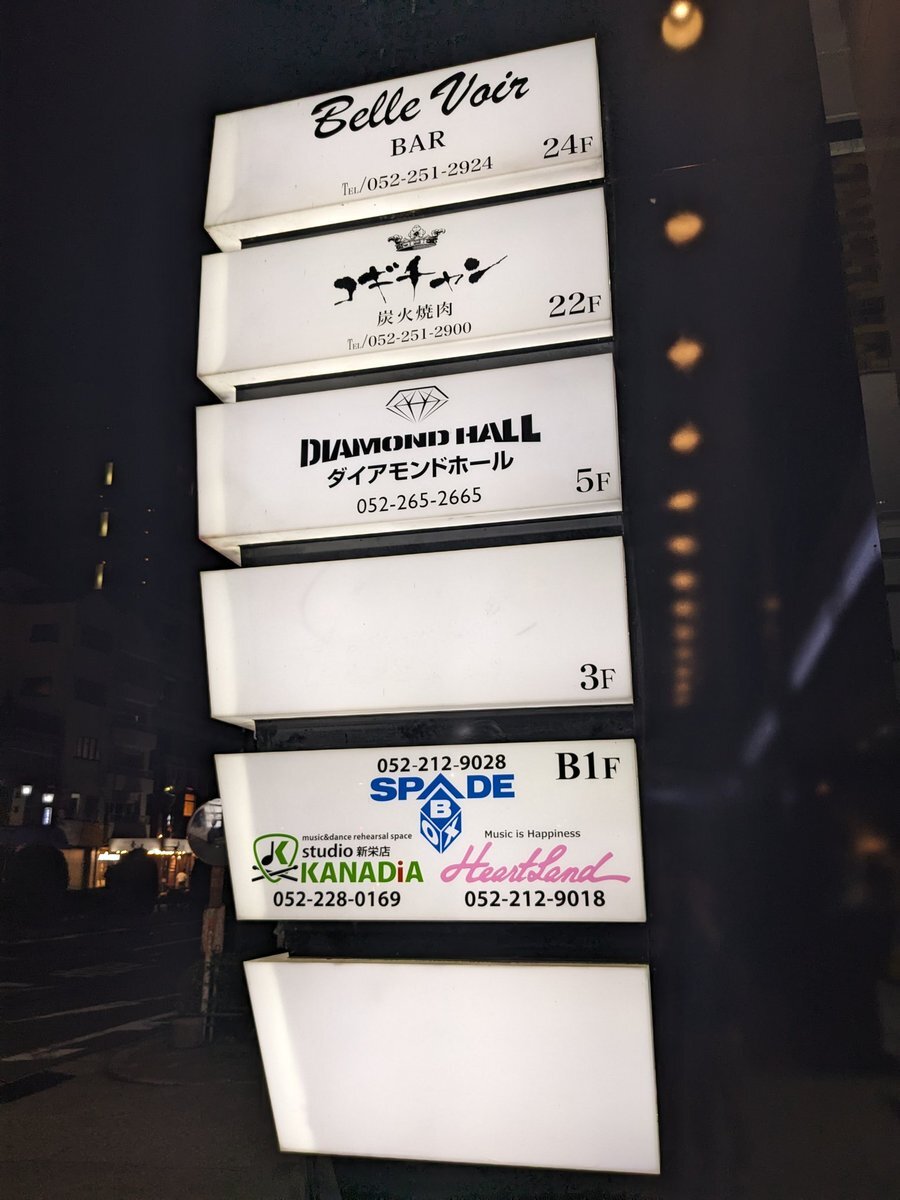 Belle Voir
BAR
24F
TEL/052-251-2924
コギチャン
炭火焼肉
22F
TEL/052-251-2900
DIAMOND HALL
ダイアモンドホール
5F
052-265-2665
3F
052-212-9028
B1F
SPADE
BOX
music&dance rehearsal space
studio 新栄店
KANADiA
052-228-0169
Music is Happiness
HeartLand
052-212-9018